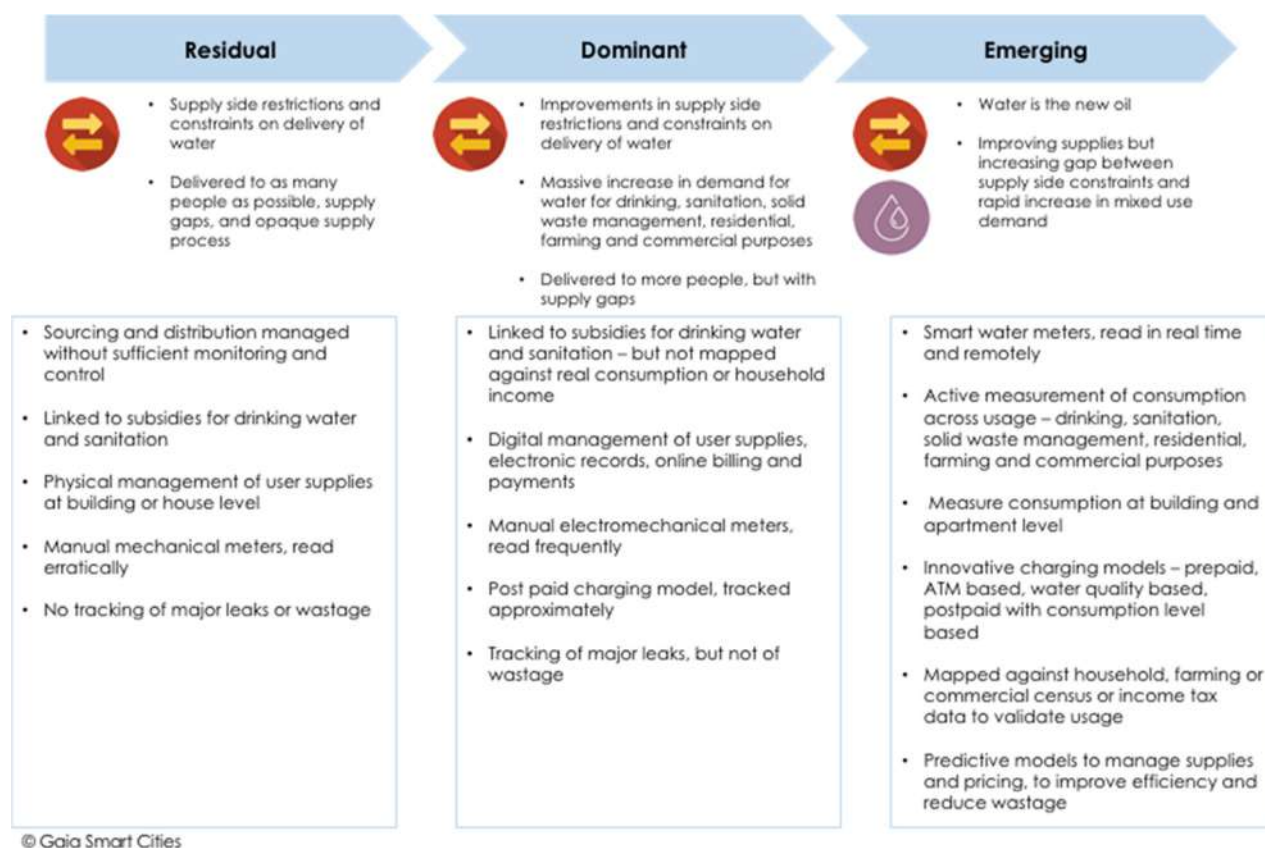 Residual
Dominant
Emerging
• Supply side restrictions and
constraints on delivery of
water
• Delivered to as many
people as possible, supply
gaps, and opaque supply
process
• Improvements in supply side
restrictions and constraints on
delivery of water
• Massive increase in demand for
water for drinking, sanitation, solid
waste management, residential,
farming and commercial purposes
• Delivered to more people, but with
supply gaps
• Water is the new oil
• Improving supplies but
increasing gap between
supply side constraints and
rapid increase in mixed use
demand
• Sourcing and distribution managed
without sufficient monitoring and
control
• Linked to subsidies for drinking water
and sanitation
• Physical management of user supplies
at building or house level
• Manual mechanical meters, read
erratically
• No tracking of major leaks or wastage
• Linked to subsidies for drinking water
and sanitation – but not mapped
against real consumption or household
income
• Digital management of user supplies,
electronic records, online billing and
payments
• Manual electromechanical meters,
read frequently
• Post paid charging model, tracked
approximately
• Tracking of major leaks, but not of
wastage
• Smart water meters, read in real time
and remotely
• Active measurement of consumption
across usage – drinking, sanitation,
solid waste management, residential,
farming and commercial purposes
• Measure consumption at building and
apartment level
• Innovative charging models – prepaid,
ATM based, water quality based,
postpaid with consumption level
based
• Mapped against household, farming or
commercial census or income tax
data to validate usage
• Predictive models to manage supplies
and pricing, to improve efficiency and
reduce wastage
© Gaia Smart Cities